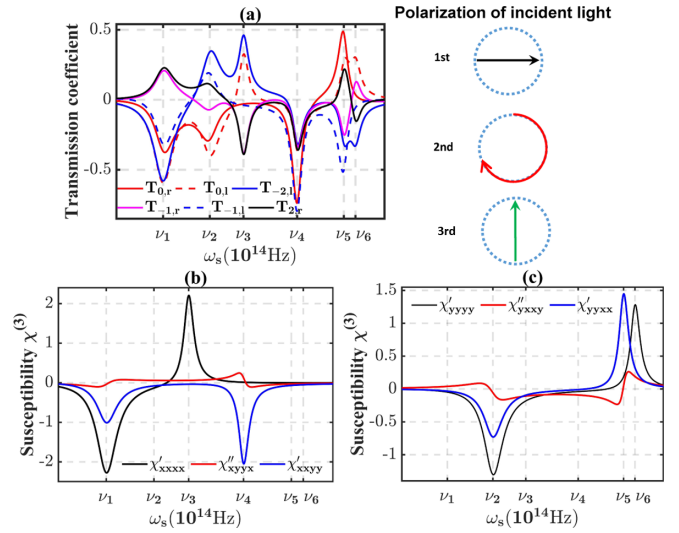 (a)
Polarization of incident light
0.5
0
-0.5
Transmission coefficient
T0,r T0,l T−2,l
T−1,r T−1,l T2,r
ν1 ν2 ν3 ν4 ν5 ν6
ωs(10^14Hz)
1st
2nd
3rd
(b)
2
1
0
-1
-2
Susceptibility χ(3)
χ′xxxx χ″xyyx χ′xxyy
ν1 ν2 ν3 ν4 ν5 ν6
ωs(10^14Hz)
(c)
1.5
1
0.5
0
-0.5
-1
Susceptibility χ(3)
χ′yyyy χ″yxxy χ′yyxx
ν1 ν2 ν3 ν4 ν5 ν6
ωs(10^14Hz)